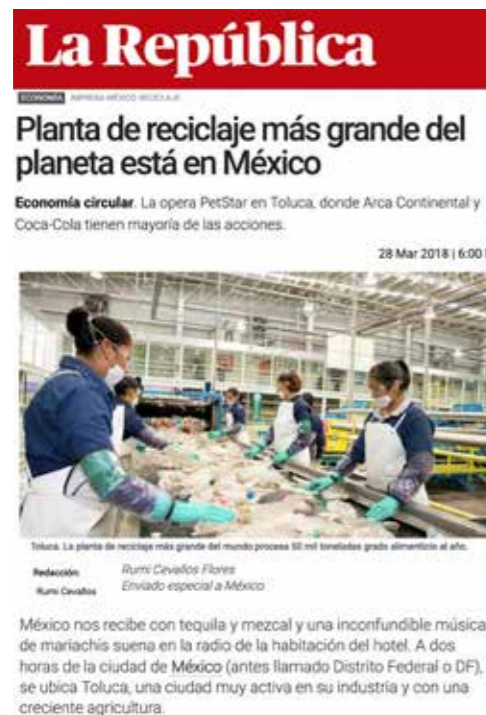 La República
ECONOMÍA IMPRESA MÉXICO RECICLAJE
Planta de reciclaje más grande del
planeta está en México
Economía circular. La opera PetStar en Toluca, donde Arca Continental y
Coca-Cola tienen mayoría de las acciones.
28 Mar 2018 | 6:00
Toluca. La planta de reciclaje más grande del mundo procesa 50 mil toneladas grado alimenticio al año.
Redacción: Rumi Cevallos Flores
Rumi Cevallos Enviado especial a México
México nos recibe con tequila y mezcal y una inconfundible música
de mariachis suena en la radio de la habitación del hotel. A dos
horas de la ciudad de México (antes llamado Distrito Federal o DF),
se ubica Toluca, una ciudad muy activa en su industria y con una
creciente agricultura.